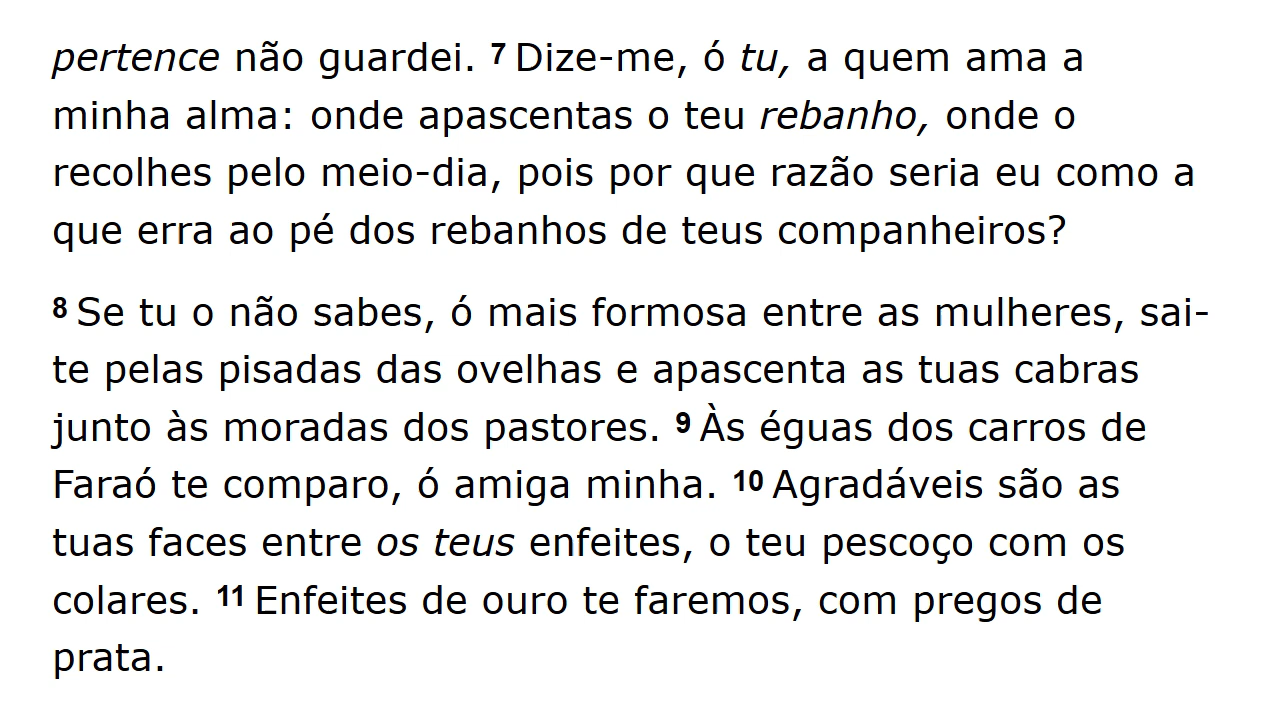 pertence não guardei. 7 Dize-me, ó tu, a quem ama a
minha alma: onde apascentas o teu rebanho, onde o
recolhes pelo meio-dia, pois por que razão seria eu como a
que erra ao pé dos rebanhos de teus companheiros?
8 Se tu o não sabes, ó mais formosa entre as mulheres, sai-
te pelas pisadas das ovelhas e apascenta as tuas cabras
junto às moradas dos pastores. 9 Às éguas dos carros de
Faraó te comparo, ó amiga minha. 10 Agradáveis são as
tuas faces entre os teus enfeites, o teu pescoço com os
colares. 11 Enfeites de ouro te faremos, com pregos de
prata.